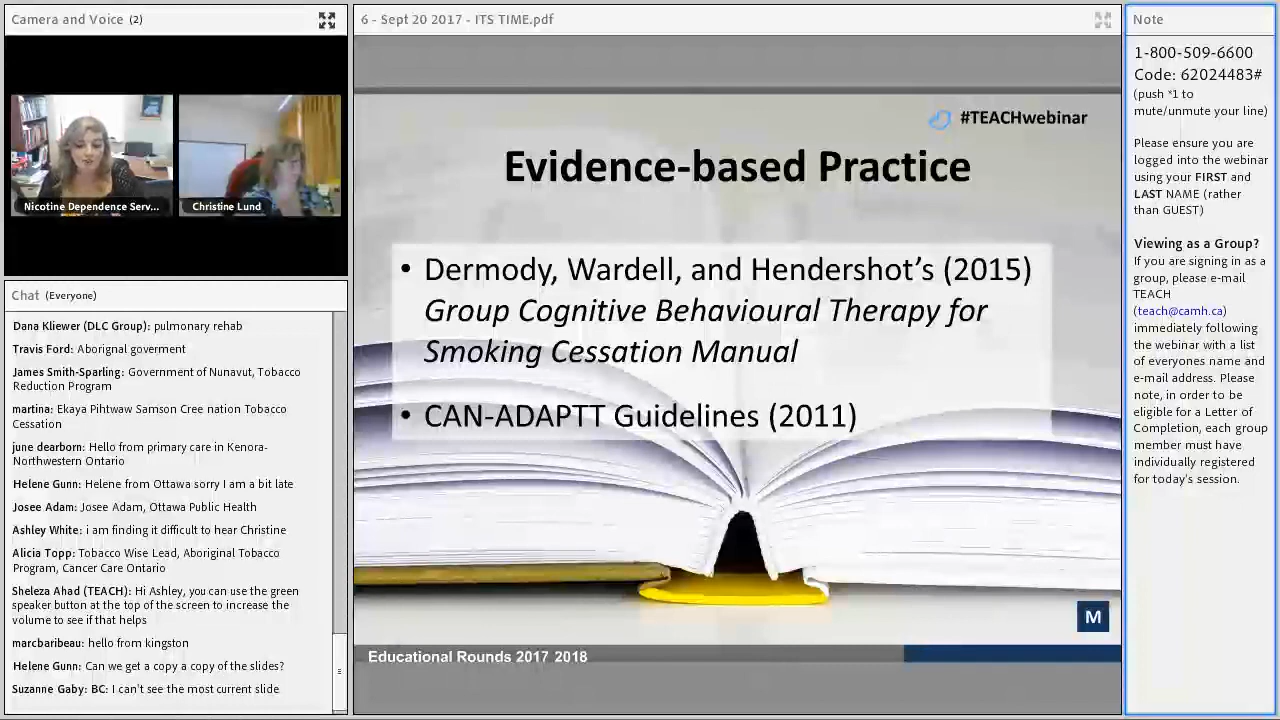 Camera and Voice (2)
Nicotine Dependence Serv...
Christine Lund
Chat (Everyone)
Dana Kliewer (DLC Group): pulmonary rehab
Travis Ford: Aborignal goverment
James Smith-Sparling: Government of Nunavut, Tobacco
Reduction Program
martina: Ekaya Pihtwaw Samson Cree nation Tobacco
Cessation
june dearborn: Hello from primary care in Kenora-
Northwestern Ontario
Helene Gunn: Helene from Ottawa sorry I am a bit late
Josee Adam: Josee Adam, Ottawa Public Health
Ashley White: i am finding it difficult to hear Christine
Alicia Topp: Tobacco Wise Lead, Aboriginal Tobacco
Program, Cancer Care Ontario
Sheleza Ahad (TEACH): Hi Ashley, you can use the green
speaker button at the top of the screen to increase the
volume to see if that helps
marcbaribeau: hello from kingston
Helene Gunn: Can we get a copy a copy of the slides?
Suzanne Gaby: BC: I can't see the most current slide
6 - Sept 20 2017 - ITS TIME.pdf
#TEACHwebinar
Evidence-based Practice
• Dermody, Wardell, and Hendershot’s (2015)
Group Cognitive Behavioural Therapy for
Smoking Cessation Manual
• CAN-ADAPTT Guidelines (2011)
M
Educational Rounds 2017 2018
Note
1-800-509-6600
Code: 62024483#
(push *1 to
mute/unmute your line)
Please ensure you are
logged into the webinar
using your FIRST and
LAST NAME (rather
than GUEST)
Viewing as a Group?
If you are signing in as a
group, please e-mail
TEACH
(teach@camh.ca)
immediately following
the webinar with a list
of everyones name and
e-mail address. Please
note, in order to be
eligible for a Letter of
Completion, each group
member must have
individually registered
for today's session.